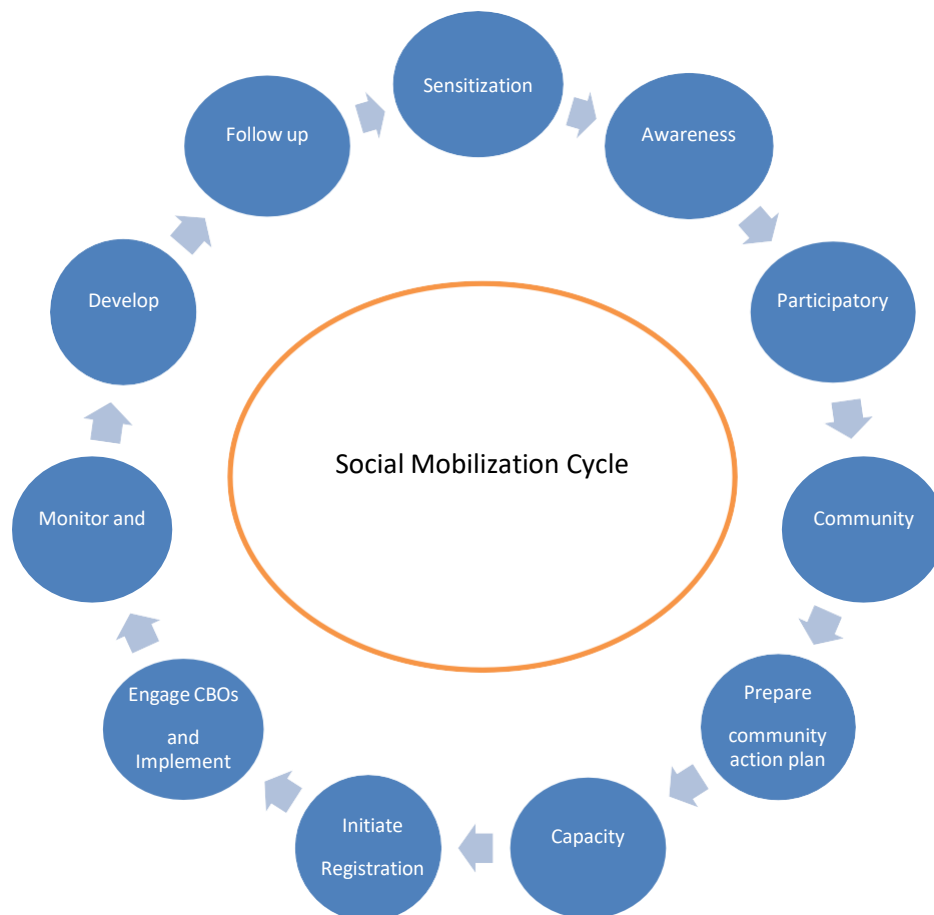 Sensitization
Awareness
Participatory
Community
Prepare
community
action plan
Capacity
Initiate
Registration
Engage CBOs
and
Implement
Monitor and
Develop
Follow up
Social Mobilization Cycle